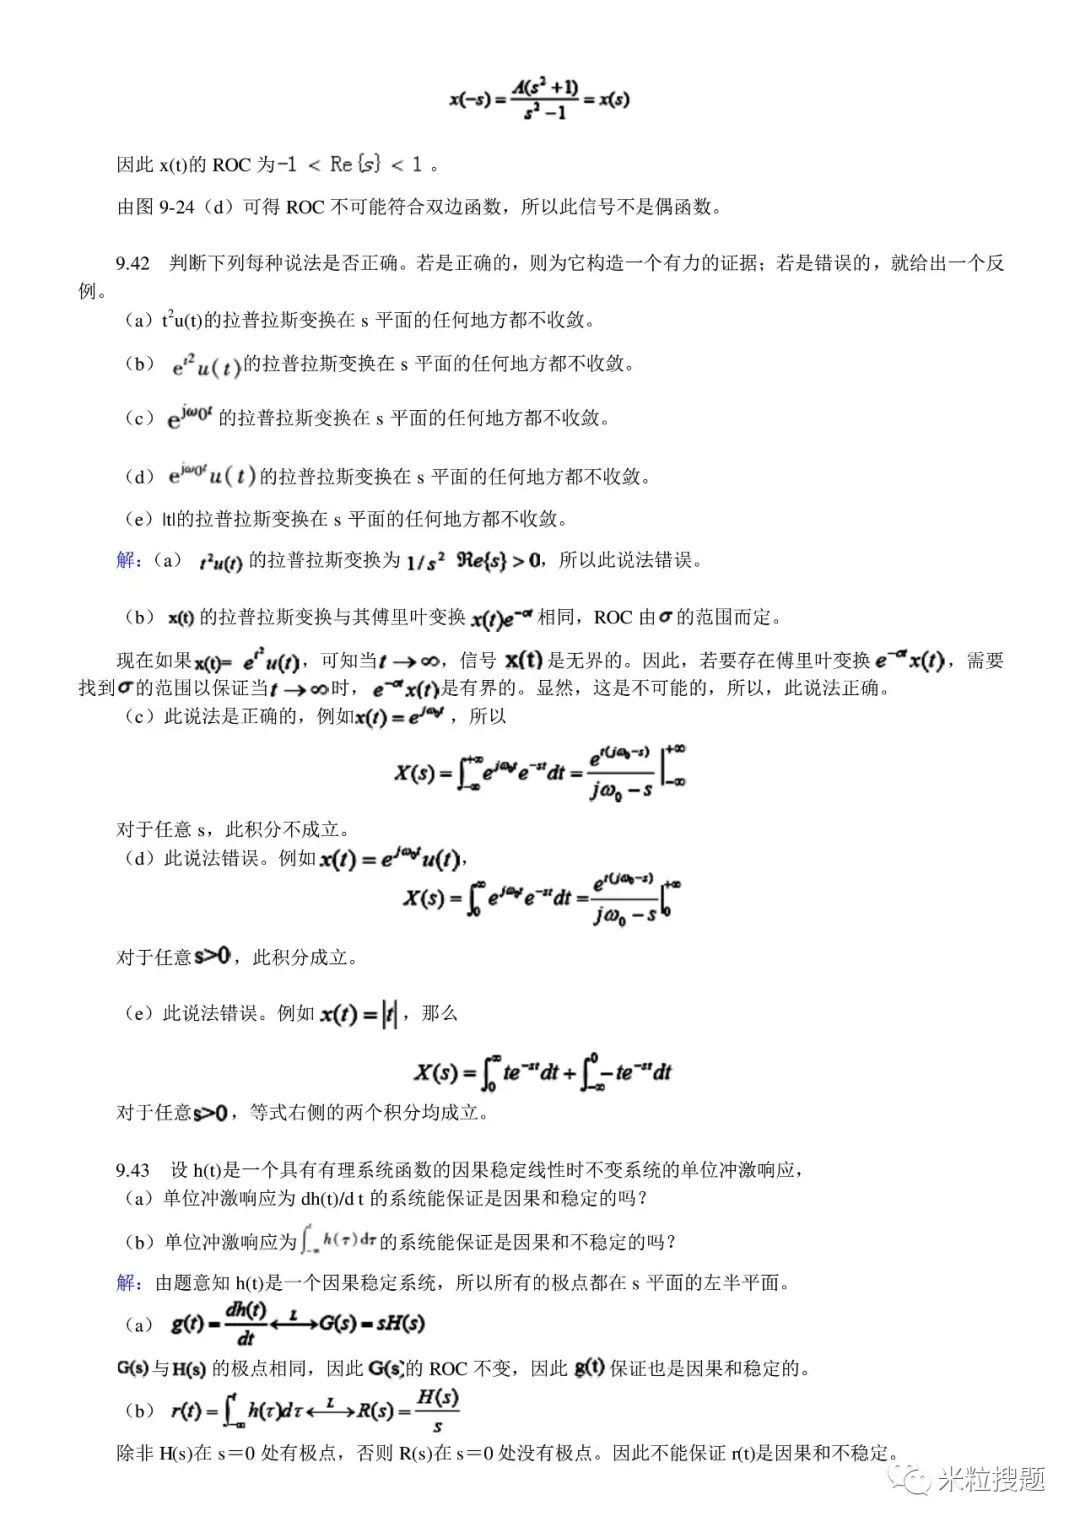 x(-s) = A(s²+1) / s²-1 = x(s)
因此 x(t)的 ROC 为-1 < Re{s} < 1 。
由图 9-24（d）可得 ROC 不可能符合双边函数，所以此信号不是偶函数。
9.42 判断下列每种说法是否正确。若是正确的，则为它构造一个有力的证据；若是错误的，就给出一个反
例。
（a）t²u(t)的拉普拉斯变换在 s 平面的任何地方都不收敛。
（b） e^{t²}u(t)的拉普拉斯变换在 s 平面的任何地方都不收敛。
（c）e^{jω0t} 的拉普拉斯变换在 s 平面的任何地方都不收敛。
（d）e^{jω0t}u(t)的拉普拉斯变换在 s 平面的任何地方都不收敛。
（e）|t|的拉普拉斯变换在 s 平面的任何地方都不收敛。
解：（a） t²u(t) 的拉普拉斯变换为 1/s² ℜe{s} > 0，所以此说法错误。
（b）x(t) 的拉普拉斯变换与其傅里叶变换 x(t)e^{-σt} 相同，ROC 由 σ 的范围而定。
现在如果x(t)= e^{t²}u(t)，可知当t → ∞，信号 x(t) 是无界的。因此，若要存在傅里叶变换 e^{-σt}x(t)，需要
找到σ的范围以保证当t → ∞时， e^{-σt}x(t)是有界的。显然，这是不可能的，所以，此说法正确。
（c）此说法是正确的，例如x(t) = e^{jω0t} ，所以
X(s) = ∫_{-∞}^{+∞} e^{jω0t}e^{-st}dt = e^{t(jω0-s)} / jω0 - s |_{-∞}^{+∞}
对于任意 s，此积分不成立。
（d）此说法错误。例如x(t) = e^{jω0t}u(t)，
X(s) = ∫_0^∞ e^{jω0t}e^{-st}dt = e^{t(jω0-s)} / jω0 - s |_0^{+∞}
对于任意s>0，此积分成立。
（e）此说法错误。例如 x(t) = |t| ，那么
X(s) = ∫_0^∞ te^{-st}dt + ∫_{-∞}^0 - te^{-st}dt
对于任意s>0，等式右侧的两个积分均成立。
9.43 设 h(t)是一个具有有理系统函数的因果稳定线性时不变系统的单位冲激响应，
（a）单位冲激响应为 dh(t)/d t 的系统能保证是因果和稳定的吗？
（b）单位冲激响应为∫_{-∞}^t h(τ)dτ的系统能保证是因果和不稳定的吗？
解：由题意知 h(t)是一个因果稳定系统，所以所有的极点都在 s 平面的左半平面。
（a） g(t) = dh(t)/dt ←L→ G(s) = sH(s)
G(s)与H(s) 的极点相同，因此 G(s)的 ROC 不变，因此 g(t) 保证也是因果和稳定的。
（b） r(t) = ∫_{-∞}^t h(τ)dτ ←L→ R(s) = H(s)/s
除非 H(s)在 s＝0 处有极点，否则 R(s)在 s＝0 处没有极点。因此不能保证 r(t)是因果和不稳定。
米粒搜题